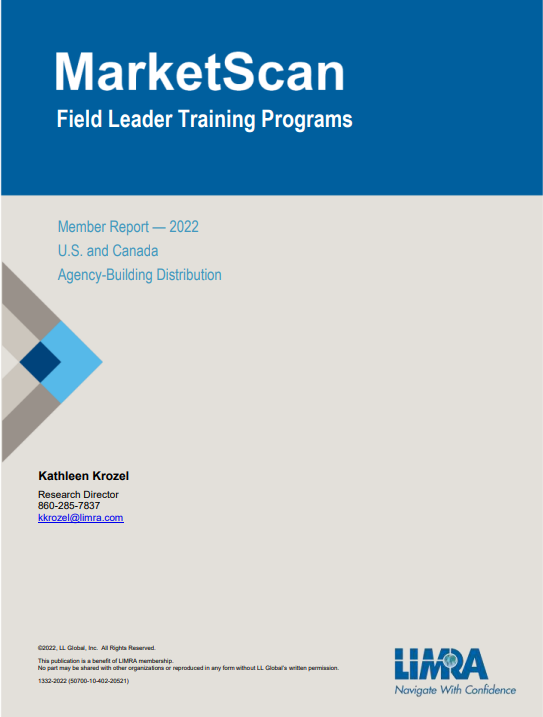 MarketScan
Field Leader Training Programs
Member Report — 2022
U.S. and Canada
Agency-Building Distribution
Kathleen Krozel
Research Director
860-285-7837
kkrozel@limra.com
©2022, LL Global, Inc. All Rights Reserved.
This publication is a benefit of LIMRA membership.
No part may be shared with other organizations or reproduced in any form without LL Global's written permission.
1332-2022 (50700-10-402-20521)
LIMRA
Navigate With Confidence